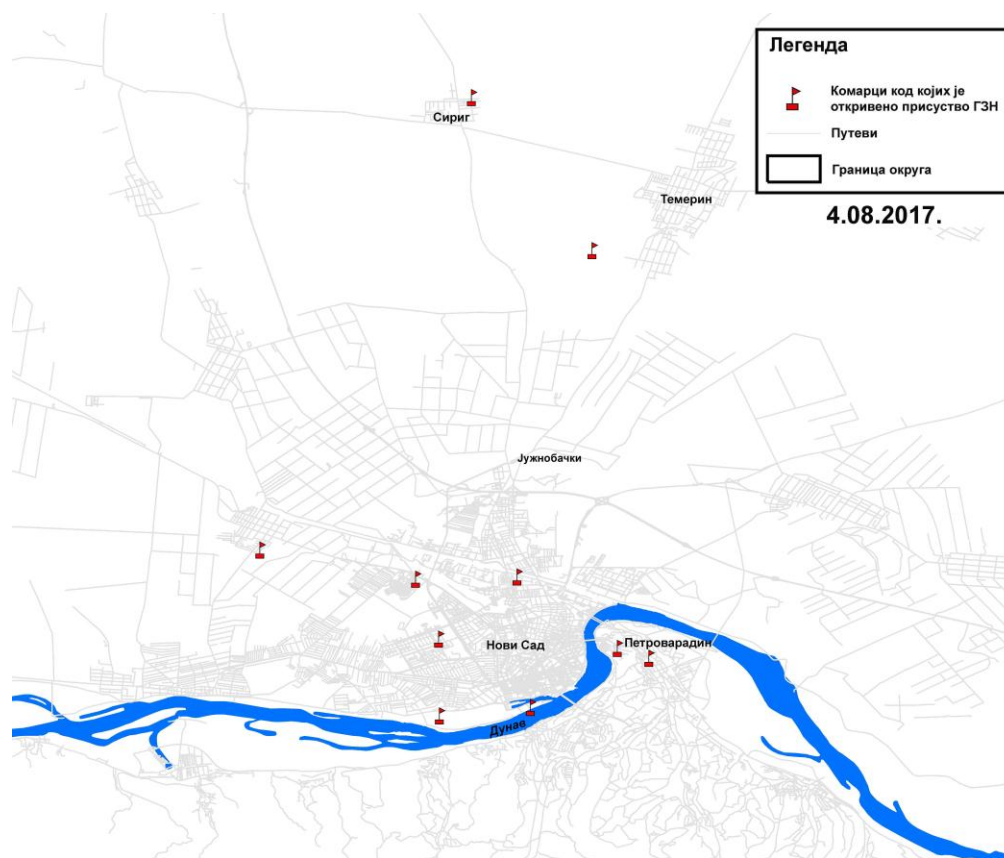 Легенда
Комарци код којих је
откривено присуство ГЗН
Путеви
Граница округа
4.08.2017.
Сириг
Темерин
Јужнобачки
Нови Сад
Петроварадин
Дунав